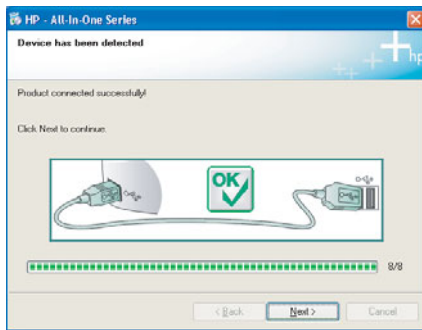 HP - All-In-One Series
Device has been detected
hp
Product connected successfully!
Click Next to continue.
OK
8/8
< Back
Next >
Cancel